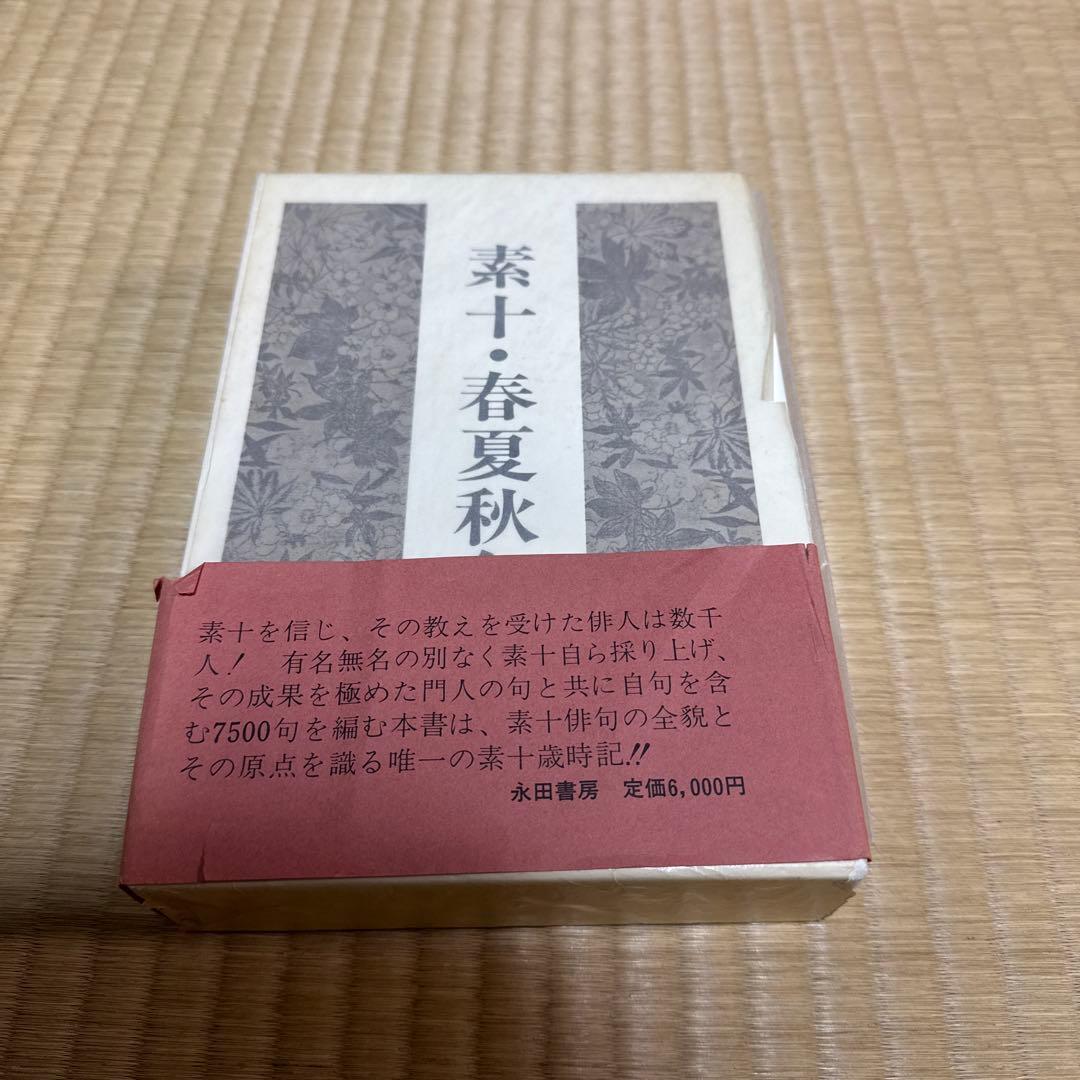 素十・春夏秋
素十を信じ、その教えを受けた俳人は数千
人！　有名無名の別なく素十自ら採り上げ、
その成果を極めた門人の句と共に自句を含
む7500句を編む本書は、素十俳句の全貌と
その原点を識る唯一の素十歳時記!!
永田書房　定価6,000円